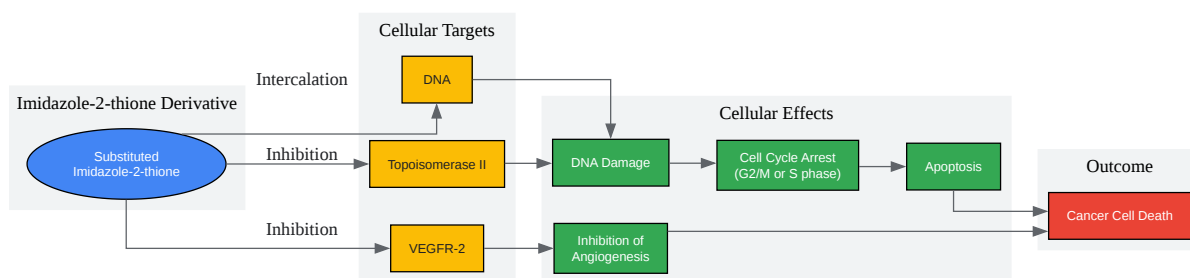 Imidazole-2-thione Derivative
Substituted
Imidazole-2-thione
Intercalation
Inhibition
Inhibition
Cellular Targets
DNA
Topoisomerase II
VEGFR-2
Cellular Effects
DNA Damage
Cell Cycle Arrest
(G2/M or S phase)
Apoptosis
Inhibition of
Angiogenesis
Outcome
Cancer Cell Death